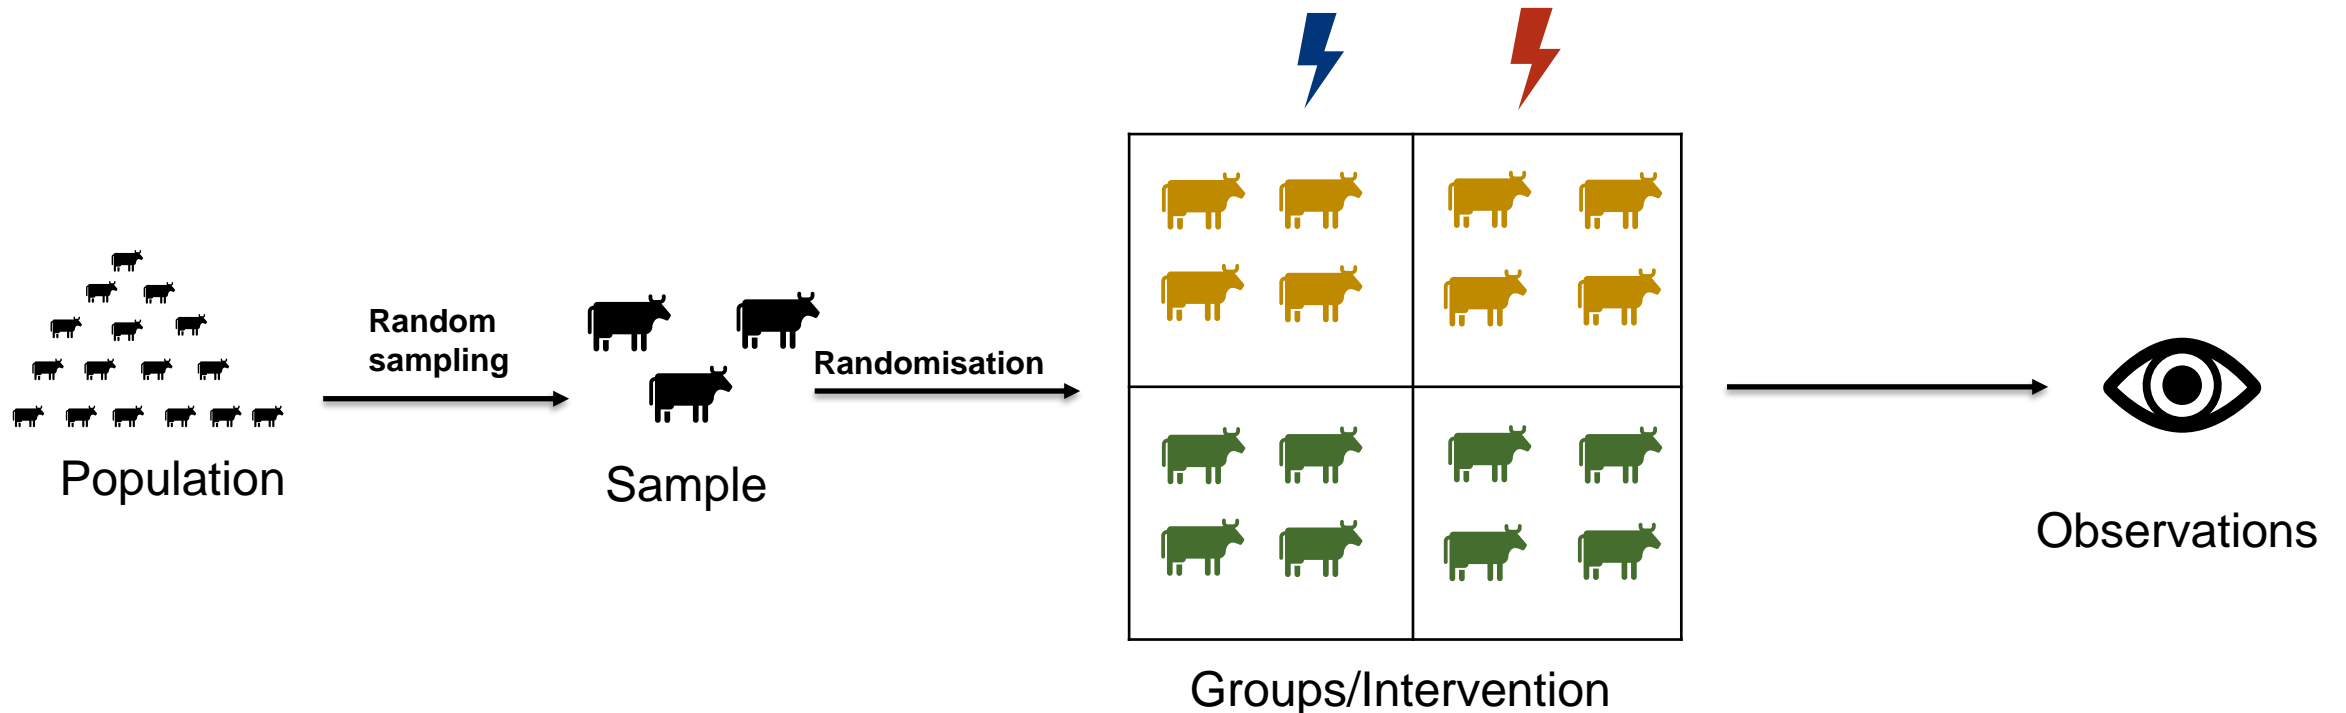 Random
sampling
Randomisation
Population
Sample
Observations
Groups/Intervention